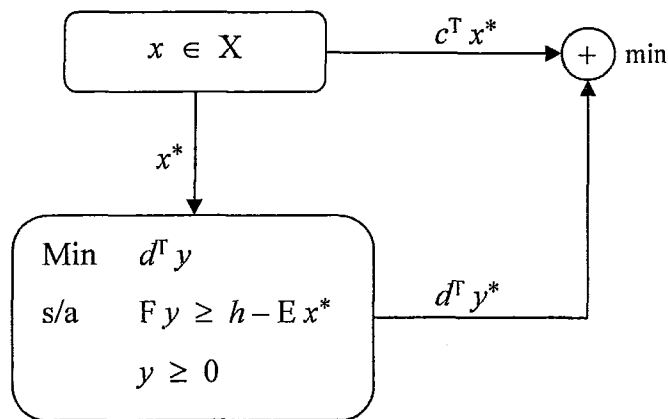 x ∈ X
cᵀ x*
+ min
x*
Min dᵀ y
s/a F y ≥ h – E x*
y ≥ 0
dᵀ y*